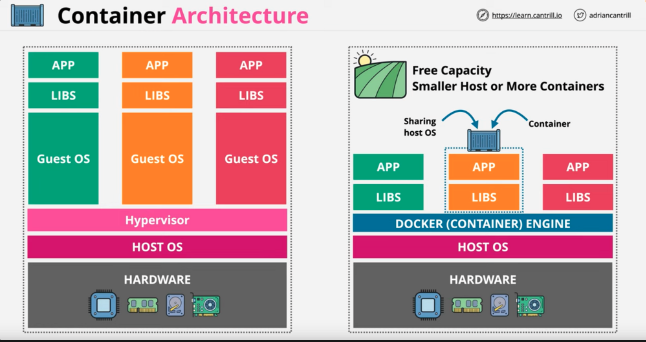 Container Architecture
https://learn.cantrill.io
adriancantrill
APP APP APP
LIBS LIBS LIBS
Guest OS Guest OS Guest OS
Hypervisor
HOST OS
HARDWARE
Free Capacity
Smaller Host or More Containers
Sharing
host OS
Container
APP APP APP
LIBS LIBS LIBS
DOCKER (CONTAINER) ENGINE
HOST OS
HARDWARE